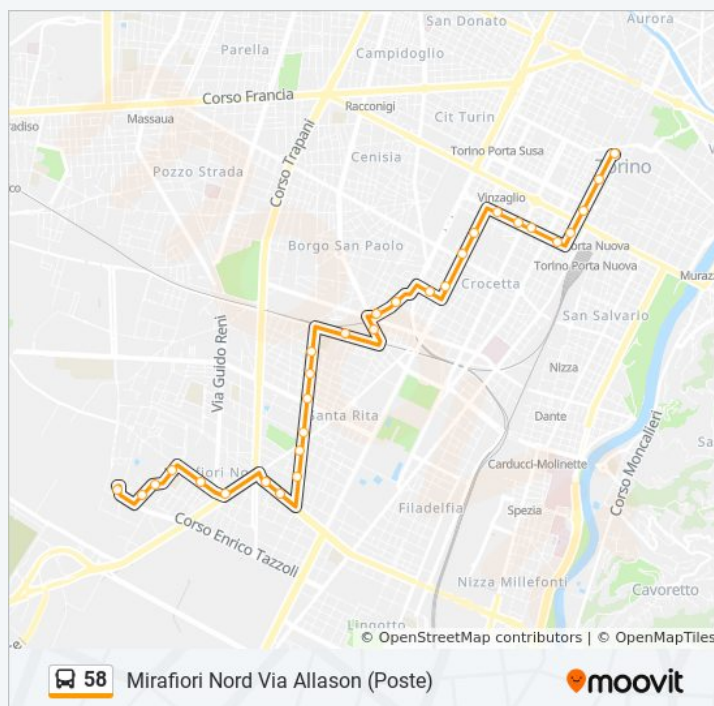 San Donato
Aurora
Parella
Campidoglio
Corso Francia
Racconigi
Massaua
Cit Turin
Corso Trapani
Cenisia
Torino Porta Susa
Torino
Pozzo Strada
Vinzaglio
Borgo San Paolo
Porta Nuova
Torino Porta Nuova
Crocetta
San Salvario
Via Guido Reni
Nizza
Santa Rita
Dante
Corso Moncalieri
Carducci-Molinette
Filadelfia
Spezia
Corso Enrico Tazzoli
Nizza Millefonti
Cavoretto
Lingotto
© OpenStreetMap contributors | © OpenMapTiles
58 Mirafiori Nord Via Allason (Poste)
moovit